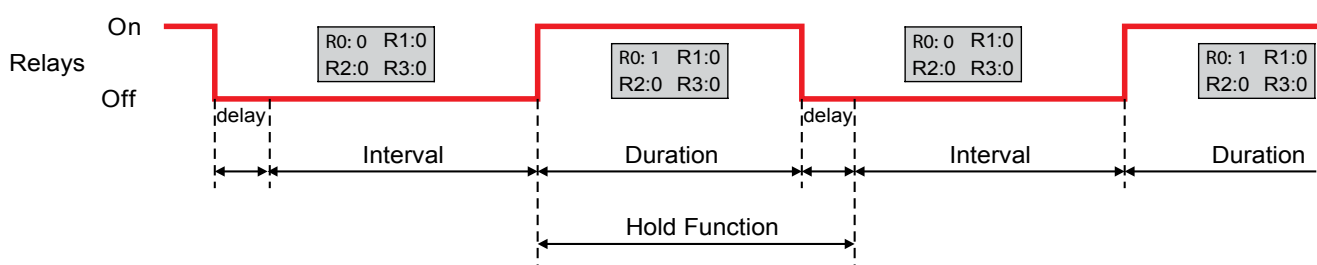 On
Relays
Off
R0: 0 R1:0
R2:0 R3:0
R0: 1 R1:0
R2:0 R3:0
R0: 0 R1:0
R2:0 R3:0
R0: 1 R1:0
R2:0 R3:0
delay
delay
Interval
Duration
Interval
Duration
Hold Function